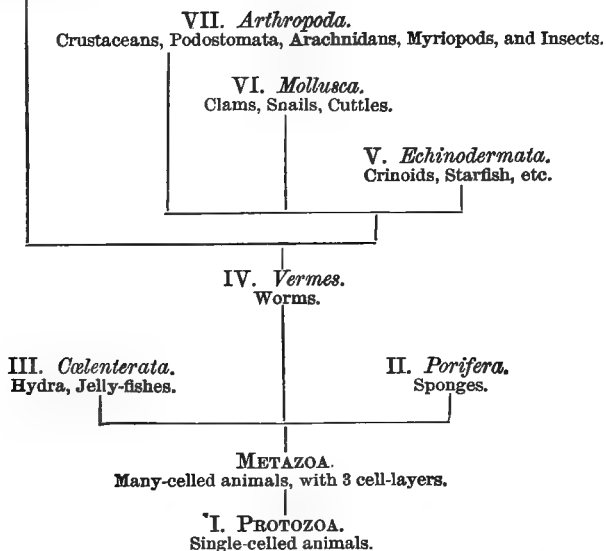 VII. Arthropoda.
Crustaceans, Podostomata, Arachnidans, Myriopods, and Insects.
VI. Mollusca.
Clams, Snails, Cuttles.
V. Echinodermata.
Crinoids, Starfish, etc.
IV. Vermes.
Worms.
III. Cœlenterata.
Hydra, Jelly-fishes.
II. Porifera.
Sponges.
METAZOA.
Many-celled animals, with 3 cell-layers.
I. PROTOZOA.
Single-celled animals.